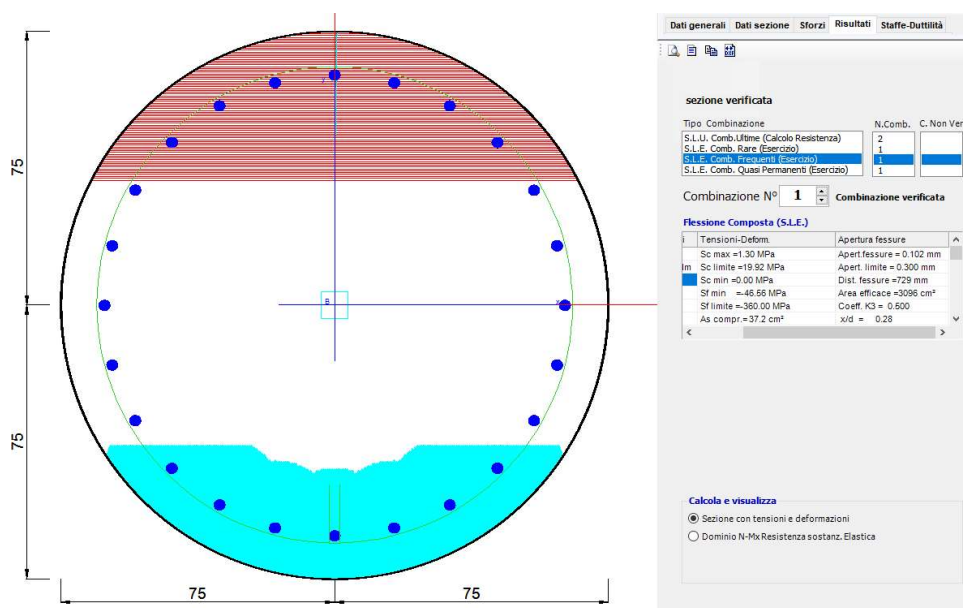 75
75
75
75
y
B
x
Dati generali Dati sezione Sforzi Risultati Staffe-Duttilità
sezione verificata
Tipo Combinazione N.Comb. C. Non Ver
S.L.U. Comb.Ultime (Calcolo Resistenza) 2
S.L.E. Comb. Rare (Esercizio) 1
S.L.E. Comb. Frequenti (Esercizio) 1
S.L.E. Comb. Quasi Permanenti (Esercizio) 1
Combinazione Nº 1 Combinazione verificata
Flessione Composta (S.L.E.)
i Tensioni-Deform. Apertura fessure
Sc max =1.30 MPa Apert.fessure = 0.102 mm
lm Sc limite =19.92 MPa Apert. limite = 0.300 mm
Sc min =0.00 MPa Dist. fessure =729 mm
Sf min =-46.56 MPa Area efficace =3096 cm²
Sf limite =-360.00 MPa Coeff. K3 = 0.500
As compr.= 37.2 cm² x/d = 0.28
Calcola e visualizza
Sezione con tensioni e deformazioni
Dominio N-Mx Resistenza sostanz. Elastica